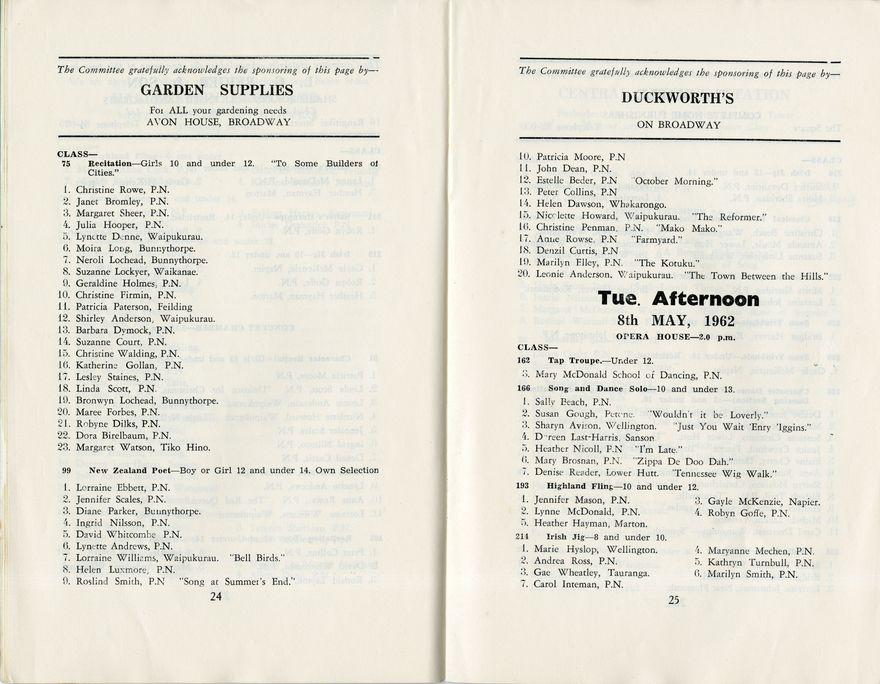 The Committee gratefully acknowledges the sponsoring of this page by—
GARDEN SUPPLIES
For ALL your gardening needs
AVON HOUSE, BROADWAY
CLASS—
75 Recitation—Girls 10 and under 12. "To Some Builders of
Cities."
1. Christine Rowe, P.N.
2. Janet Bromley, P.N.
3. Margaret Sheer, P.N.
4. Julia Hooper, P.N.
5. Lynette Denne, Waipukurau.
6. Moira Long, Bunnythorpe.
7. Neroli Lochead, Bunnythorpe.
8. Suzanne Lockyer, Waikanae.
9. Geraldine Holmes, P.N.
10. Christine Firmin, P.N.
11. Patricia Paterson, Feilding
12. Shirley Anderson, Waipukurau.
13. Barbara Dymock, P.N.
14. Suzanne Court, P.N.
15. Christine Walding, P.N.
16. Katherine Gollan, P.N.
17. Lesley Staines, P.N.
18. Linda Scott, P.N.
19. Bronwyn Lochead, Bunnythorpe.
20. Maree Forbes, P.N.
21. Robyne Dilks, P.N.
22. Dora Birelbaum, P.N.
23. Margaret Watson, Tiko Hino.
99 New Zealand Poet—Boy or Girl 12 and under 14. Own Selection
1. Lorraine Ebbett, P.N.
2. Jennifer Scales, P.N.
3. Diane Parker, Bunnythorpe.
4. Ingrid Nilsson, P.N.
5. David Whitcombe P.N.
6. Lynette Andrews, P.N.
7. Lorraine Williams, Waipukurau. "Bell Birds."
8. Helen Luxmore, P.N.
9. Roslind Smith, P.N "Song at Summer's End."
24
The Committee gratefully acknowledges the sponsoring of this page by—
DUCKWORTH'S
ON BROADWAY
10. Patricia Moore, P.N
11. John Dean, P.N.
12. Estelle Beder, P.N "October Morning."
13. Peter Collins, P.N
14. Helen Dawson, Whakarongo.
15. Nicolette Howard, Waipukurau. "The Reformer."
16. Christine Penman, P.N. "Mako Mako."
17. Anne Rowse, P.N "Farmyard."
18. Denzil Curtis, P.N
19. Marilyn Elley, P.N. "The Kotuku."
20. Leonie Anderson, Waipukurau. "The Town Between the Hills."
Tue. Afternoon
8th MAY, 1962
OPERA HOUSE—2.0 p.m.
CLASS—
162 Tap Troupe.—Under 12.
3. Mary McDonald School of Dancing, P.N.
166 Song and Dance Solo—10 and under 13.
1. Sally Beach, P.N.
2. Susan Gough, Petone. "Wouldn't it be Loverly."
3. Sharyn Avison, Wellington. "Just You Wait 'Enry 'Iggins."
4. Doreen Last-Harris, Sanson
5. Heather Nicoll, P.N "I'm Late."
6. Mary Brosnan, P.N. "Zippa De Doo Dah."
7. Denise Reader, Lower Hutt. "Tennessee Wig Walk."
193 Highland Fling—10 and under 12.
1. Jennifer Mason, P.N. 3. Gayle McKenzie, Napier.
2. Lynne McDonald, P.N. 4. Robyn Goffe, P.N.
5. Heather Hayman, Marton.
214 Irish Jig—8 and under 10.
1. Marie Hyslop, Wellington. 4. Maryanne Mechen, P.N.
2. Andrea Ross, P.N. 5. Kathryn Turnbull, P.N.
3. Gae Wheatley, Tauranga. 6. Marilyn Smith, P.N.
7. Carol Inteman, P.N.
25